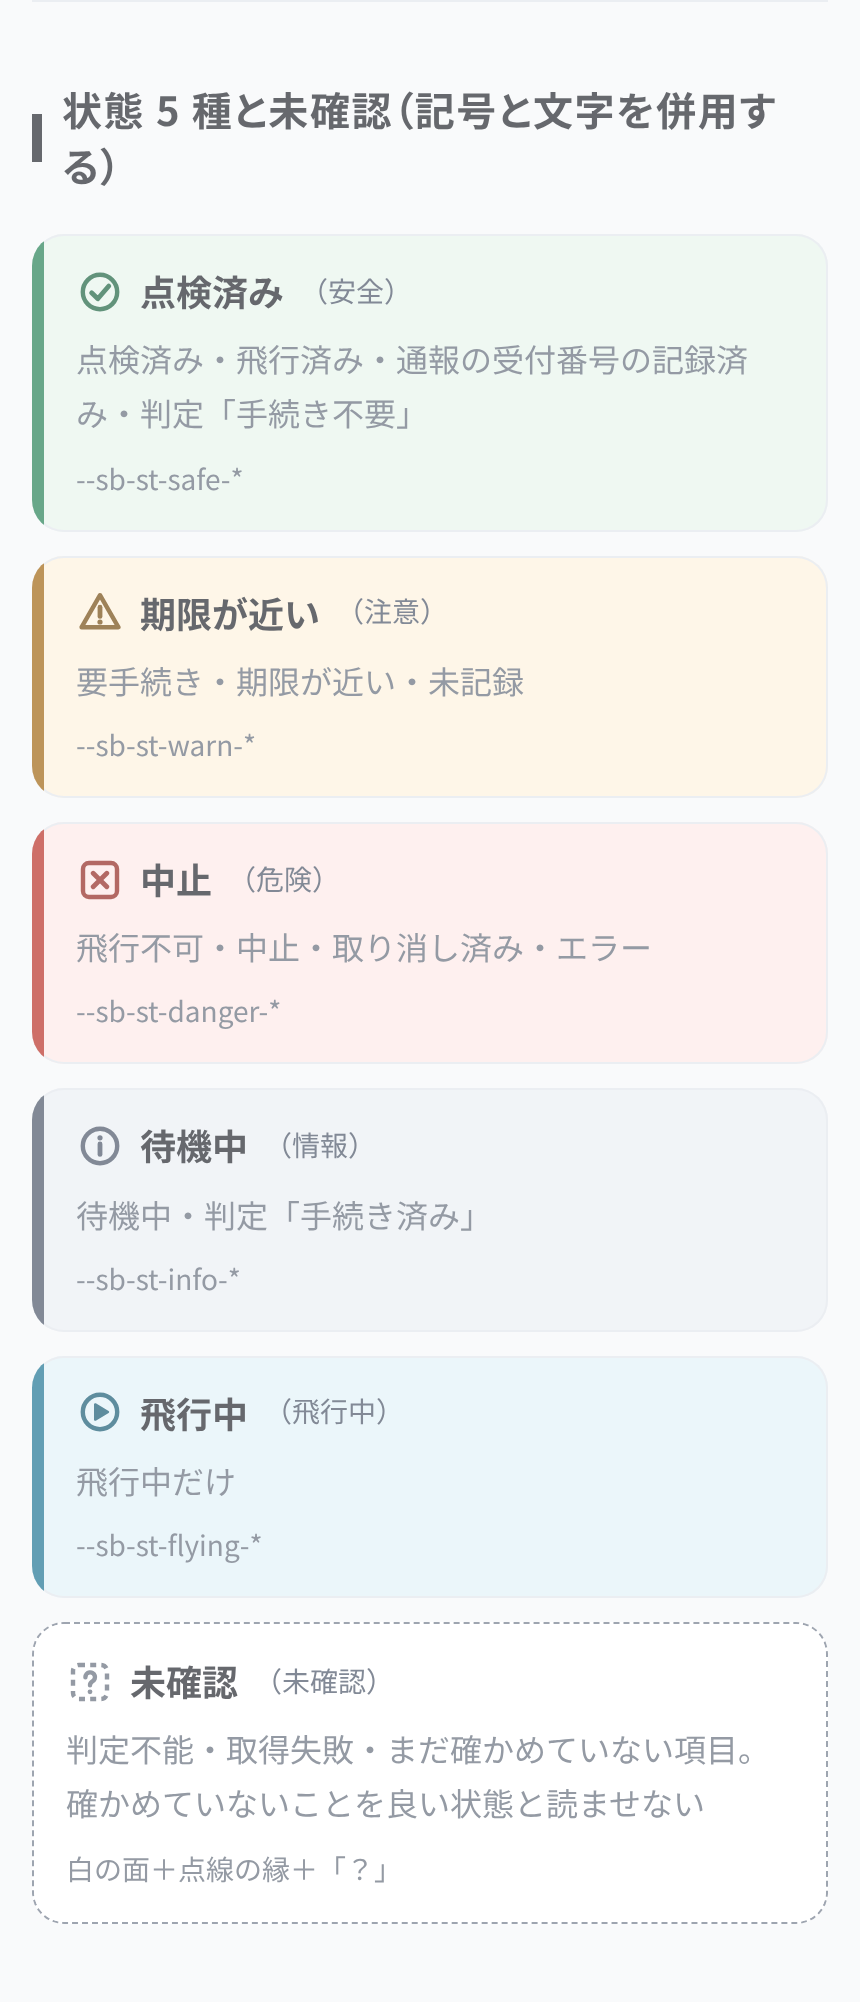 状態 5 種と未確認（記号と文字を併用す
る）
点検済み （安全）
点検済み・飛行済み・通報の受付番号の記録済
み・判定「手続き不要」
--sb-st-safe-*
期限が近い （注意）
要手続き・期限が近い・未記録
--sb-st-warn-*
中止 （危険）
飛行不可・中止・取り消し済み・エラー
--sb-st-danger-*
待機中 （情報）
待機中・判定「手続き済み」
--sb-st-info-*
飛行中 （飛行中）
飛行中だけ
--sb-st-flying-*
未確認 （未確認）
判定不能・取得失敗・まだ確かめていない項目。
確かめていないことを良い状態と読ませない
白の面＋点線の縁＋「？」